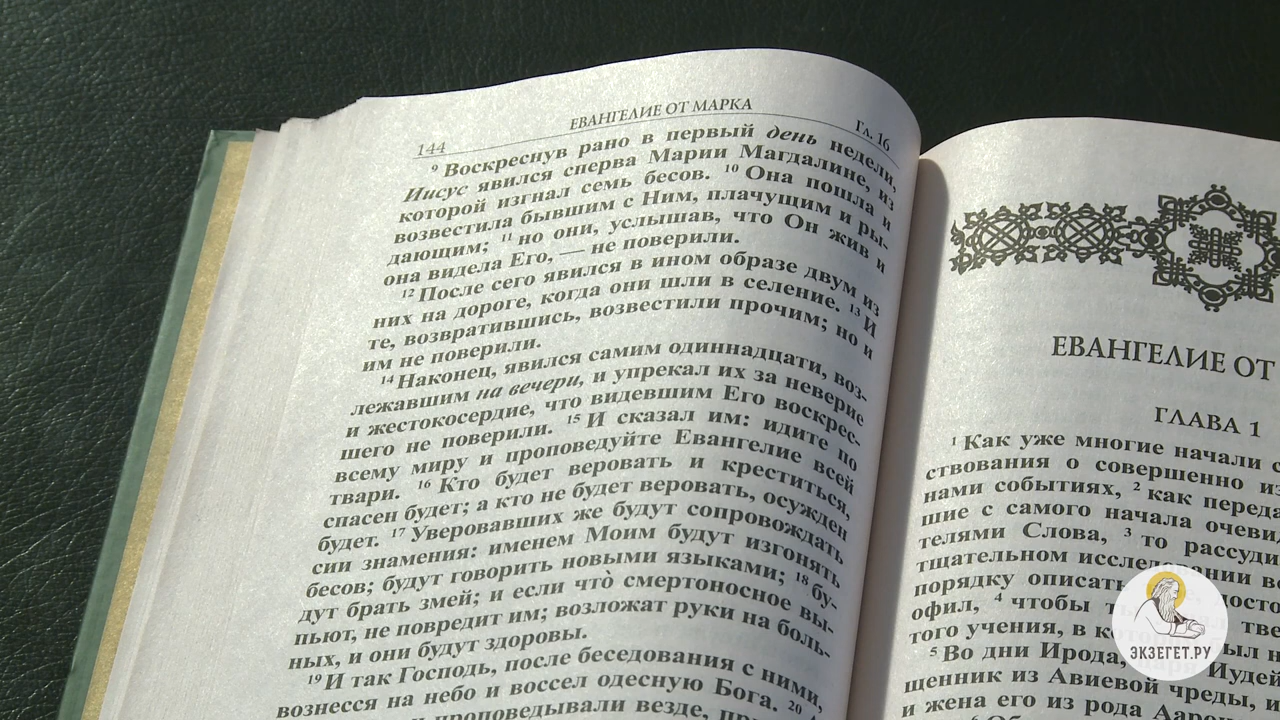 ЕВАНГЕЛИЕ ОТ МАРКА
144
Гл. 16
⁹ Воскреснув рано в первый день недели,
Иисус явился сперва Марии Магдалине, из
которой изгнал семь бесов. ¹⁰ Она пошла и
возвестила бывшим с Ним, плачущим и ры-
дающим; ¹¹ но они, услышав, что Он жив и
она видела Его, — не поверили.
¹² После сего явился в ином образе двум из
них на дороге, когда они шли в селение. ¹³ И
те, возвратившись, возвестили прочим; но и
им не поверили.
¹⁴ Наконец, явился самим одиннадцати, воз-
лежавшим на вечери, и упрекал их за неверие
и жестокосердие, что видевшим Его воскрес-
шего не поверили. ¹⁵ И сказал им: идите по
всему миру и проповедуйте Евангелие всей
твари. ¹⁶ Кто будет веровать и креститься,
спасен будет; а кто не будет веровать, осужден
будет. ¹⁷ Уверовавших же будут сопровождать
сии знамения: именем Моим будут изгонять
бесов; будут говорить новыми языками; ¹⁸ бу-
дут брать змей; и если что̀ смертоносное вы-
пьют, не повредит им; возложат руки на боль-
ных, и они будут здоровы.
¹⁹ И так Господь, после беседования с ними,
вознесся на небо и воссел одесную Бога. ²⁰
проповедывали везде,
ЕВАНГЕЛИЕ ОТ
ГЛАВА 1
¹ Как уже многие начали
ствования о совершенно
нами событиях, ² как
шие с самого начала
телями Слова, ³ то
тщательном
порядку
офил, ⁴ чтобы
того учения, в
⁵ Во дни Ирода,
щенник из Авиевой чреды,
и жена его из рода
ЭКЗЕГЕТ.РУ